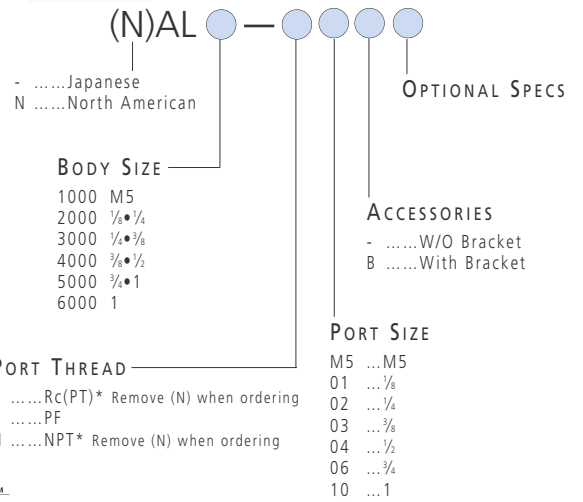 (N)AL — 
- ……Japanese
N ……North American
OPTIONAL SPECS
BODY SIZE
1000 M5
2000 ⅛•¼
3000 ¼•⅜
4000 ⅜•½
5000 ¾•1
6000 1
ACCESSORIES
- ……W/O Bracket
B ……With Bracket
PORT THREAD
……Rc(PT)* Remove (N) when ordering
……PF
……NPT* Remove (N) when ordering
PORT SIZE
M5 …M5
01 …⅛
02 …¼
03 …⅜
04 …½
06 …¾
10 …1